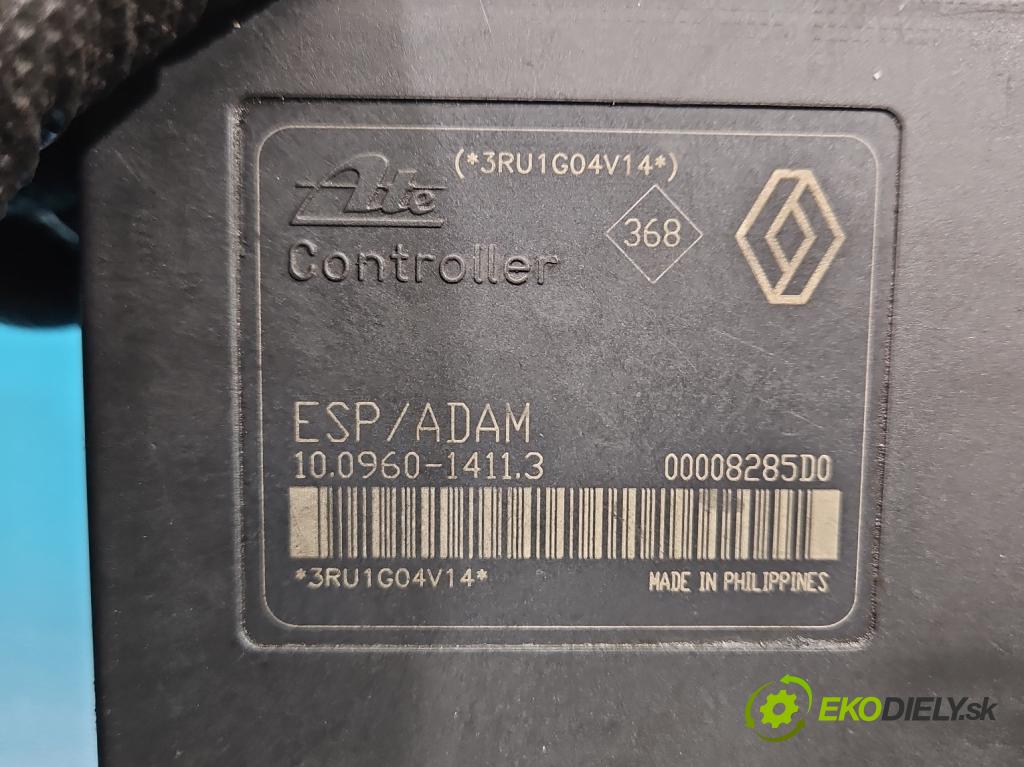 (*3RU1G04V14*)
Ate
Controller
368
ESP/ADAM
10.0960-1411.3 00008285D0
*3RU1G04V14* MADE IN PHILIPPINES
EKODIELY.sk